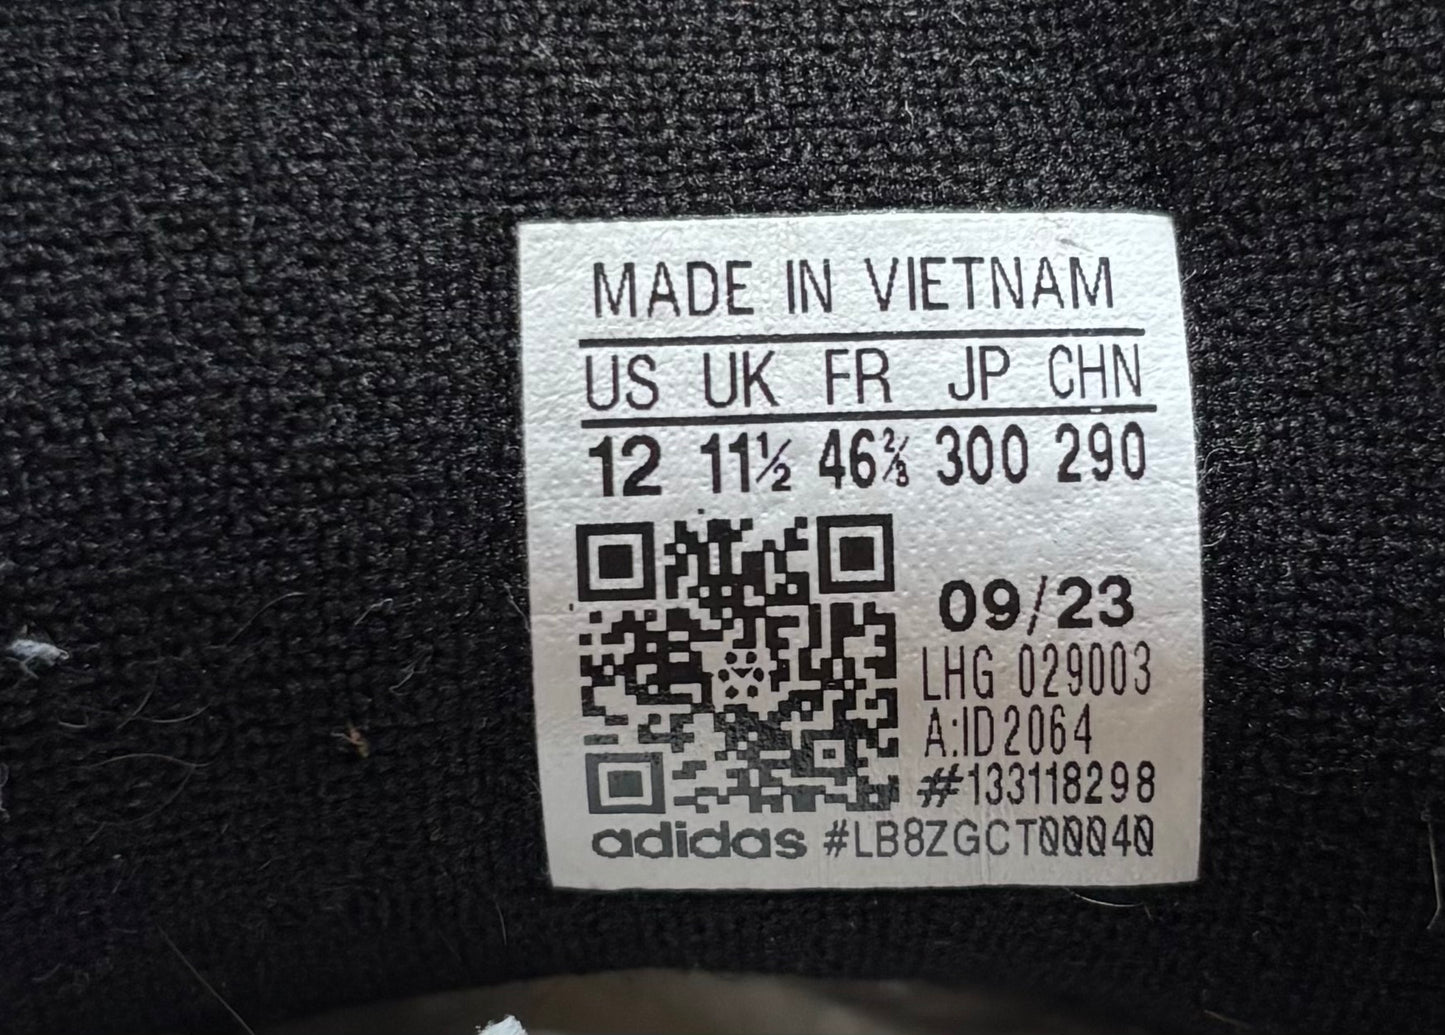 MADE IN VIETNAM
US UK FR JP CHN
12 11½ 46⅔ 300 290
09/23
LHG 029003
A:ID2064
#133118298
adidas #LB8ZGCT00040